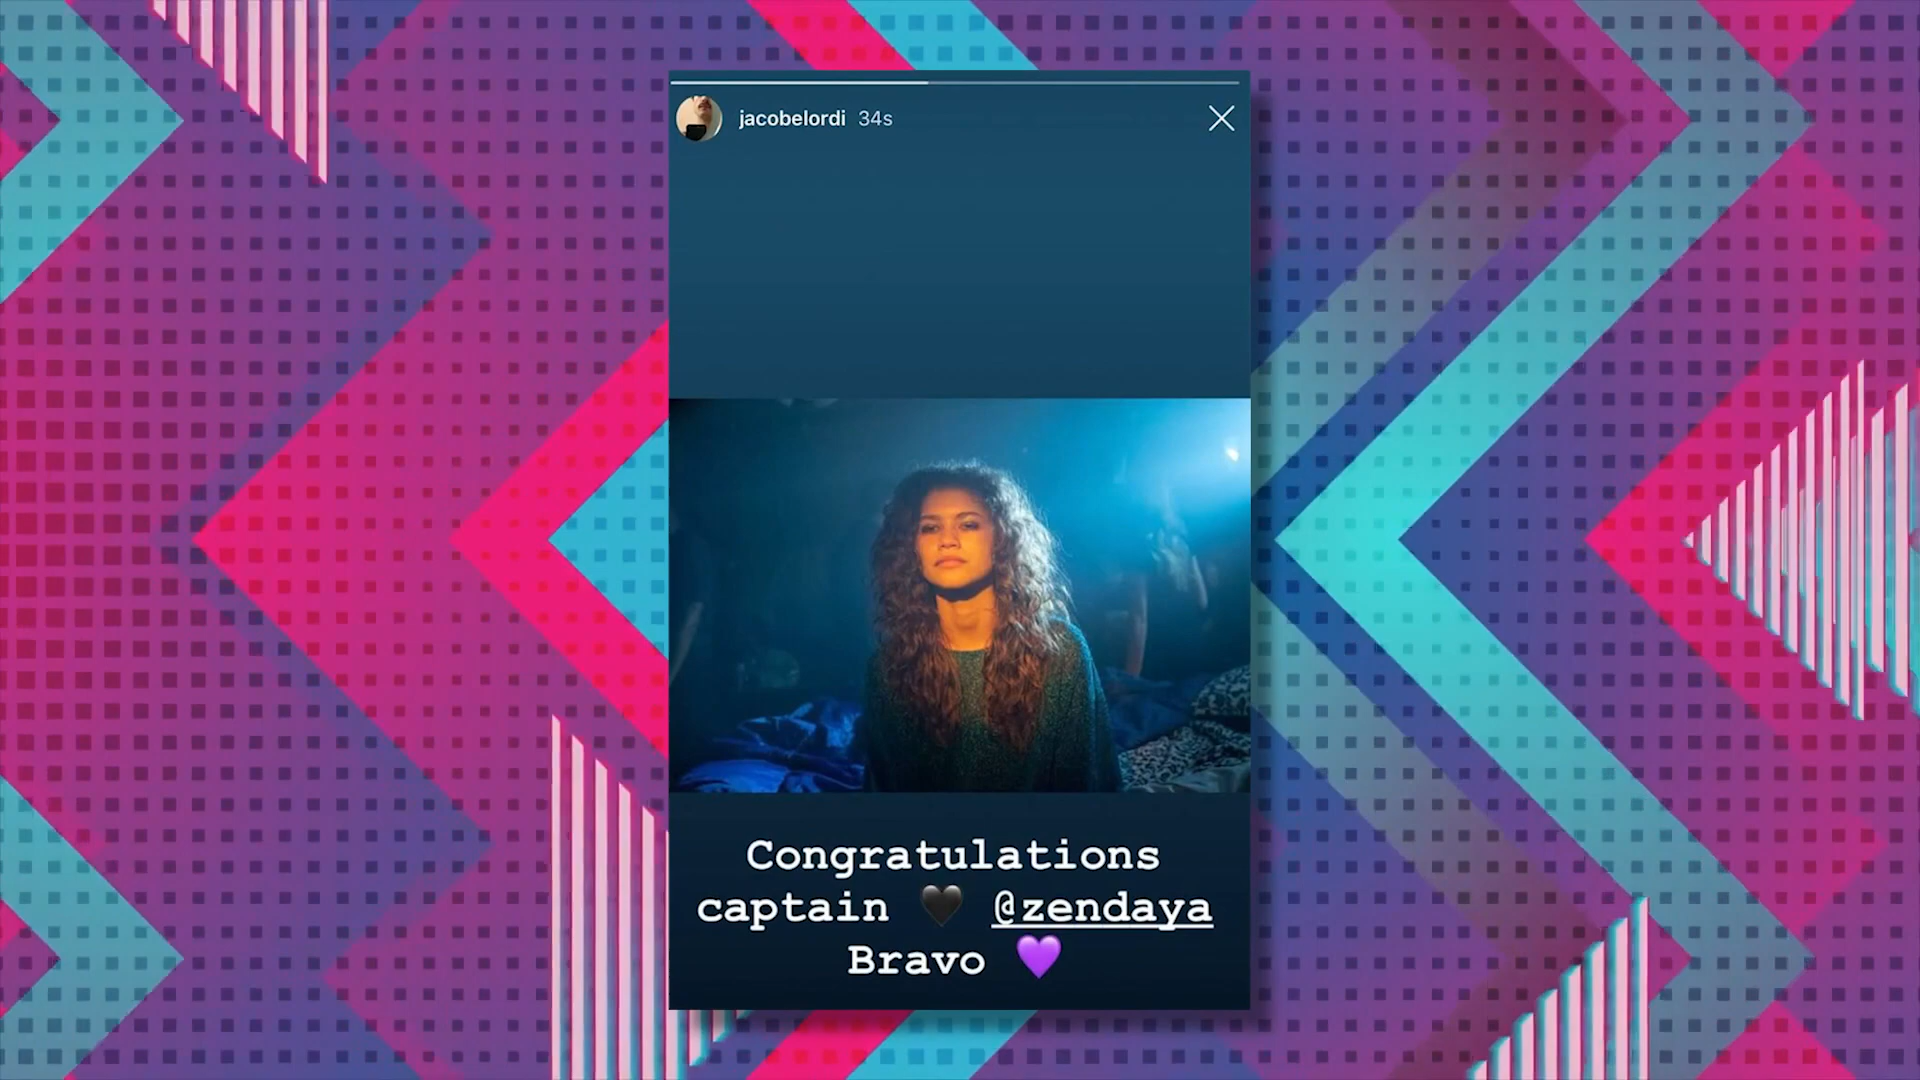 jacobelordi 34s
Congratulations
captain 🖤 @zendaya
Bravo 💜